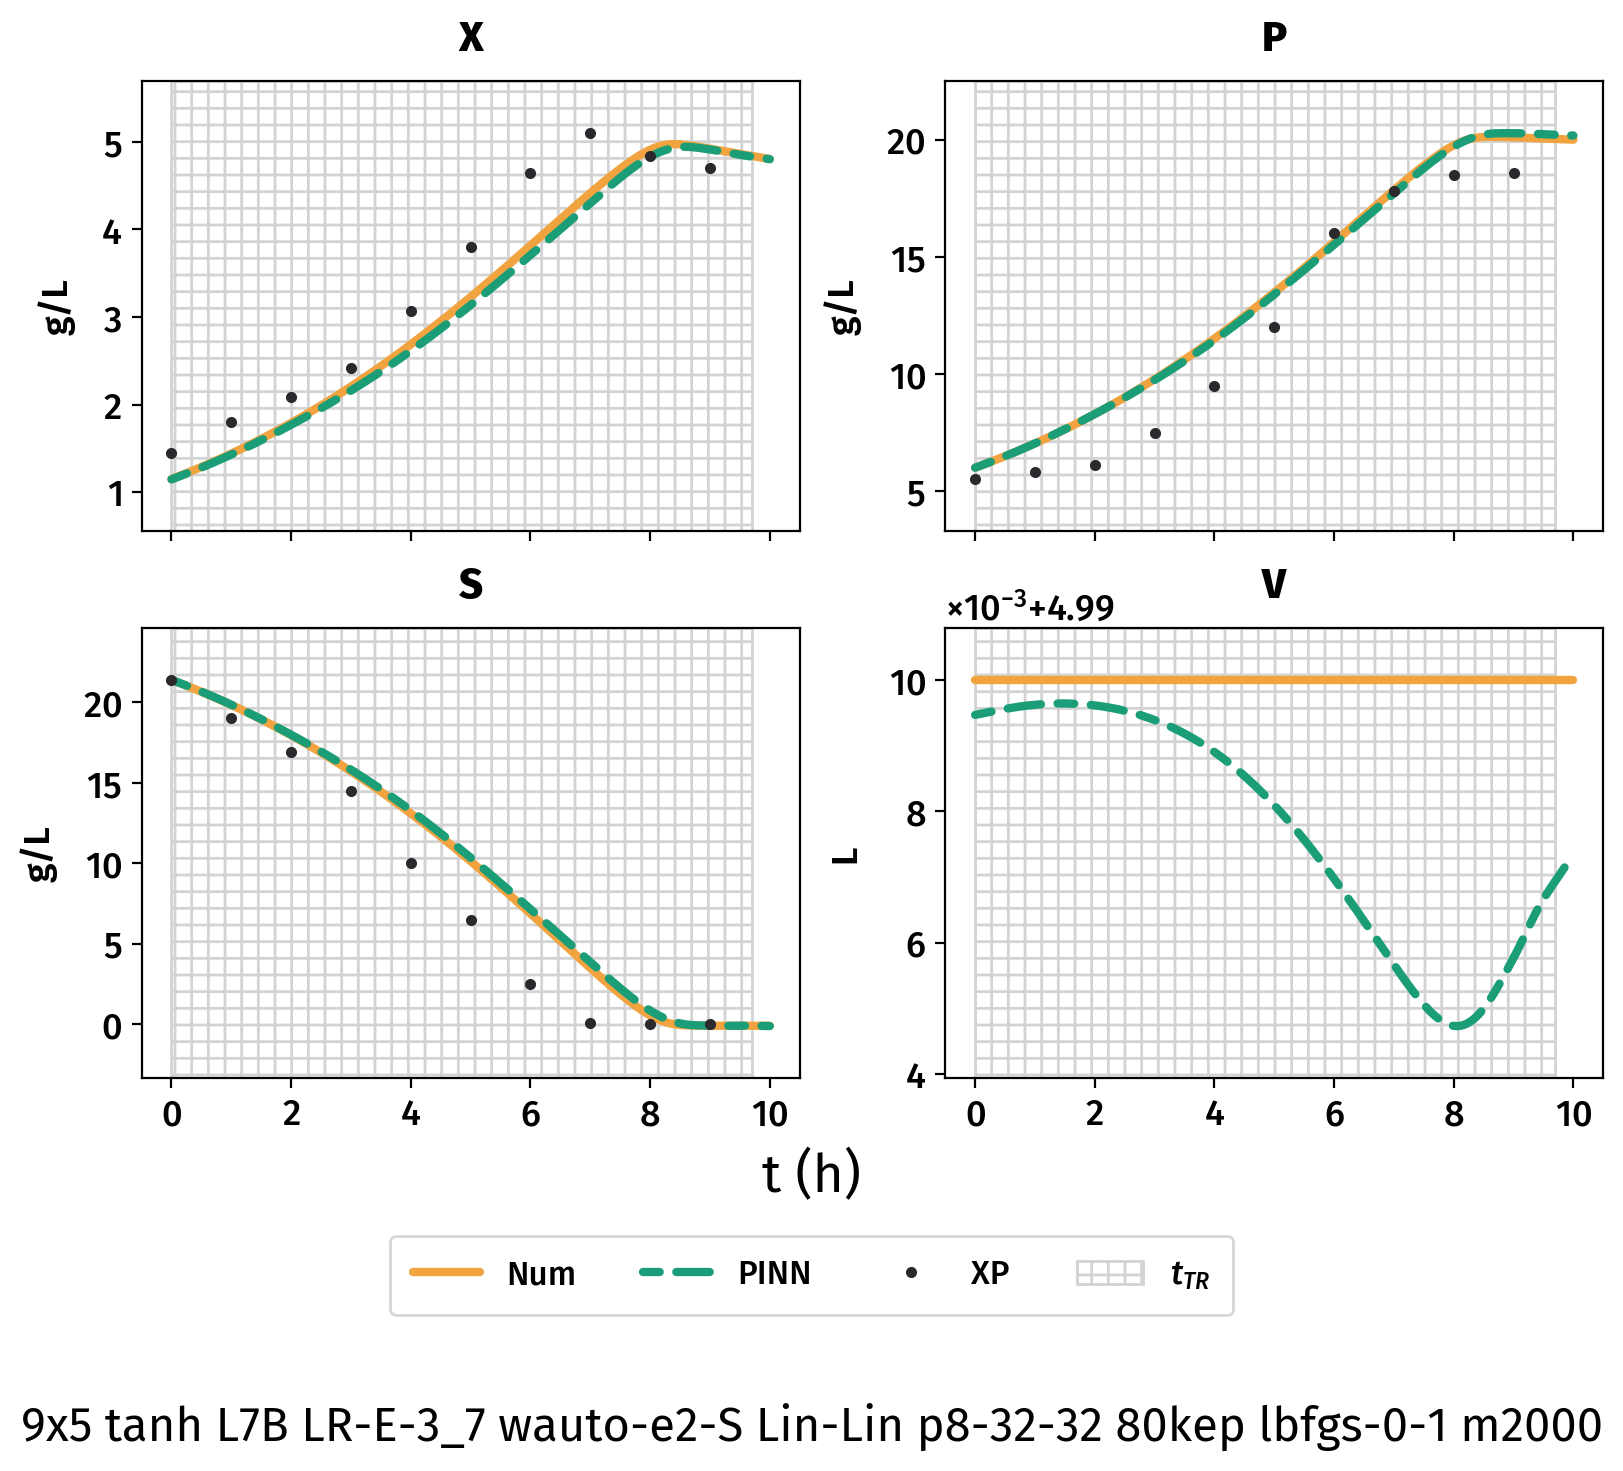 X
P
5
4
3
2
1
g/L
20
15
10
5
g/L
S
V
×10⁻³+4.99
20
15
10
5
0
g/L
10
8
6
4
L
0 2 4 6 8 10
0 2 4 6 8 10
t (h)
Num PINN XP t_TR
9x5 tanh L7B LR-E-3_7 wauto-e2-S Lin-Lin p8-32-32 80kep lbfgs-0-1 m2000